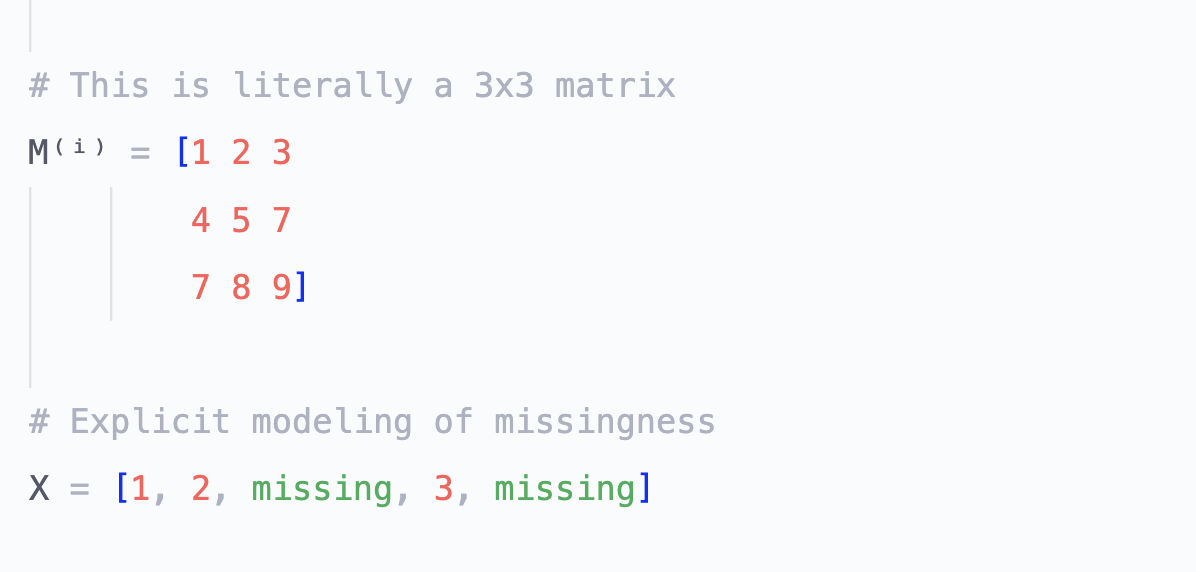 # This is literally a 3x3 matrix
M⁽ⁱ⁾ = [1 2 3
4 5 7
7 8 9]
# Explicit modeling of missingness
X = [1, 2, missing, 3, missing]